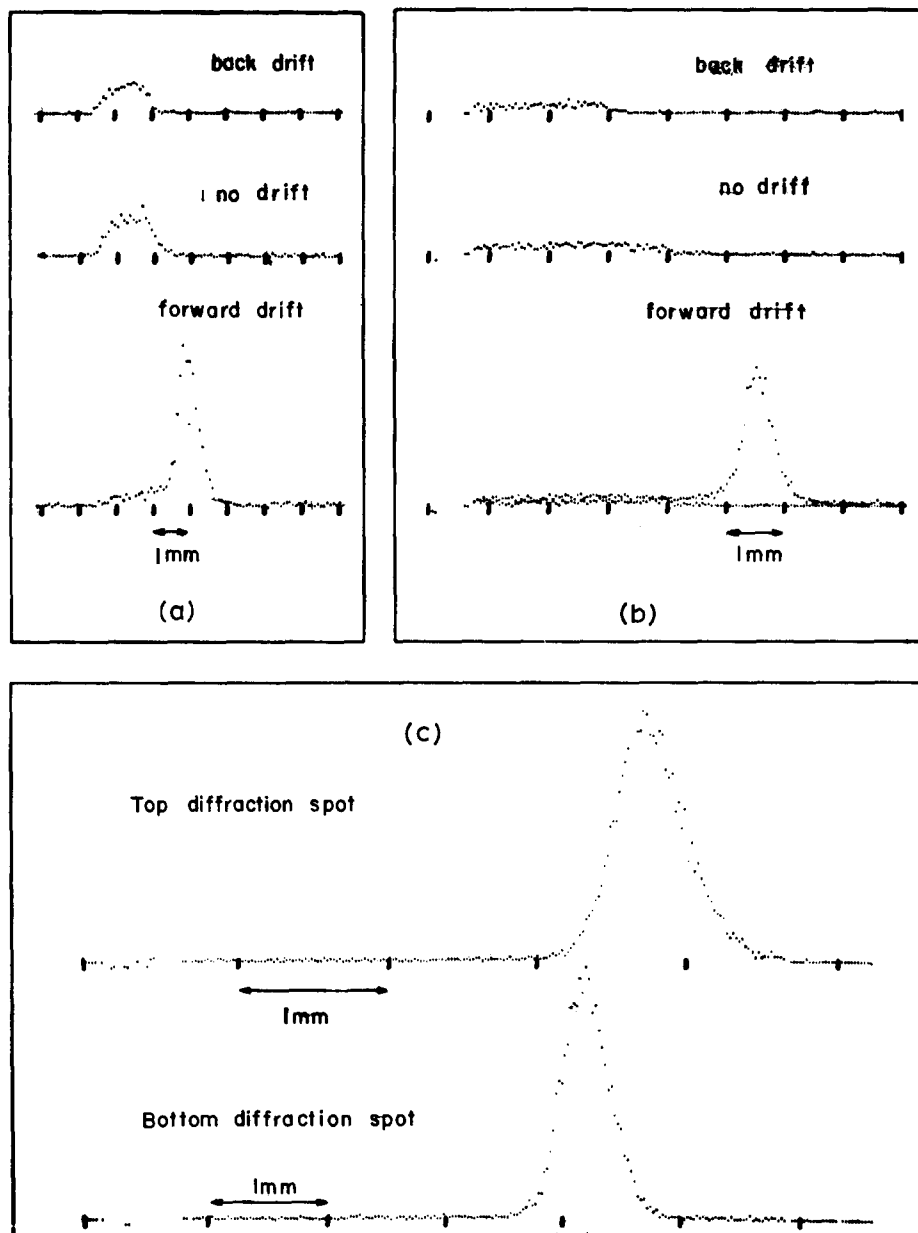 back drift
no drift
forward drift
1mm
(a)
back drift
no drift
forward drift
1mm
(b)
(c)
Top diffraction spot
1mm
Bottom diffraction spot
1mm